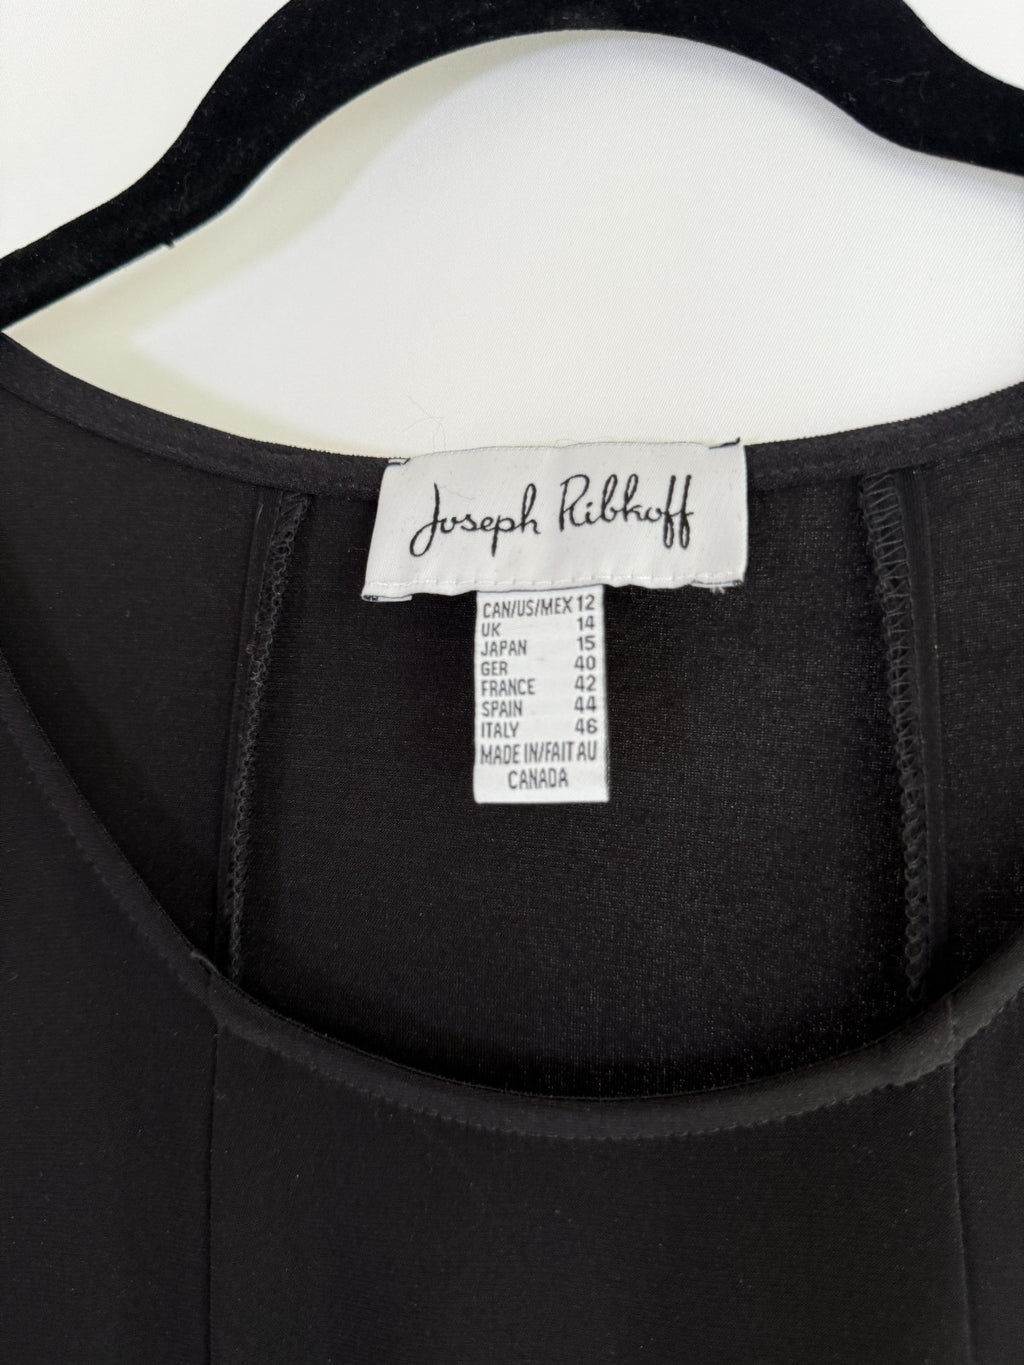 Joseph Ribkoff
CAN/US/MEX 12
UK 14
JAPAN 15
GER 40
FRANCE 42
SPAIN 44
ITALY 46
MADE IN/FAIT AU
CANADA